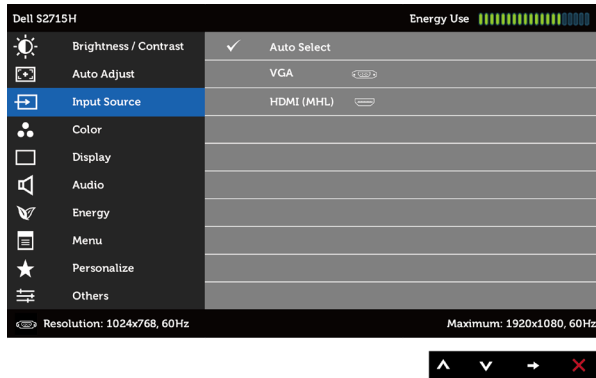 Dell S2715H Energy Use
Brightness / Contrast ✓ Auto Select
Auto Adjust VGA
Input Source HDMI (MHL)
Color
Display
Audio
Energy
Menu
Personalize
Others
Resolution: 1024x768, 60Hz Maximum: 1920x1080, 60Hz